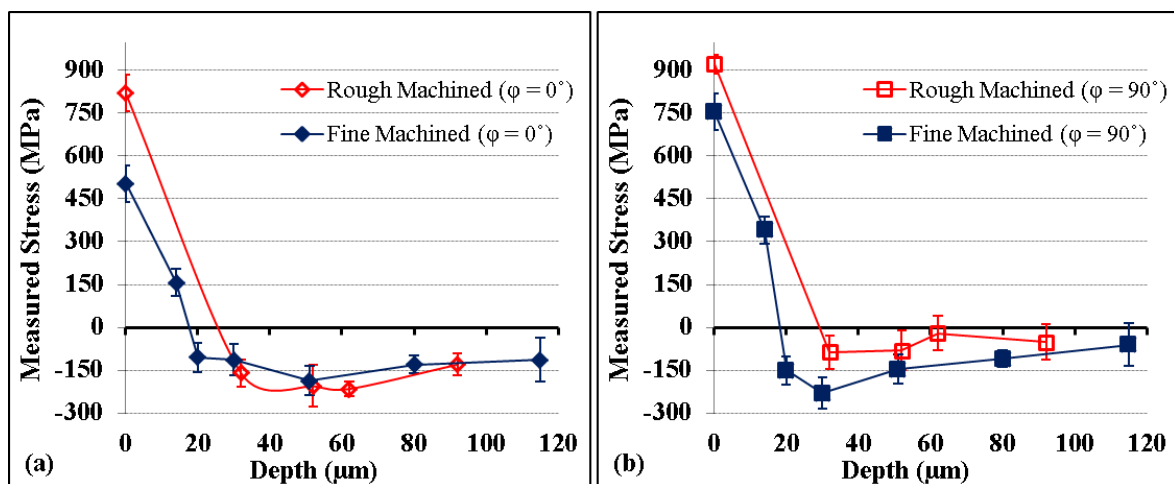 Measured Stress (MPa)
900
750
600
450
300
150
0
-150
-300
Rough Machined (φ = 0˚)
Fine Machined (φ = 0˚)
0 20 40 60 80 100 120
(a)
Depth (µm)
Measured Stress (MPa)
900
750
600
450
300
150
0
-150
-300
Rough Machined (φ = 90˚)
Fine Machined (φ = 90˚)
0 20 40 60 80 100 120
(b)
Depth (µm)